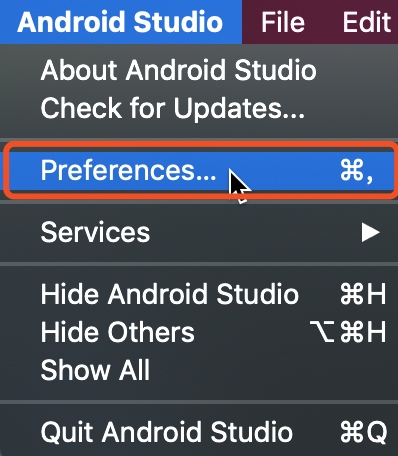 Android Studio File Edit
About Android Studio
Check for Updates...
Preferences... ⌘,
Services ▶
Hide Android Studio ⌘H
Hide Others ⌥⌘H
Show All
Quit Android Studio ⌘Q